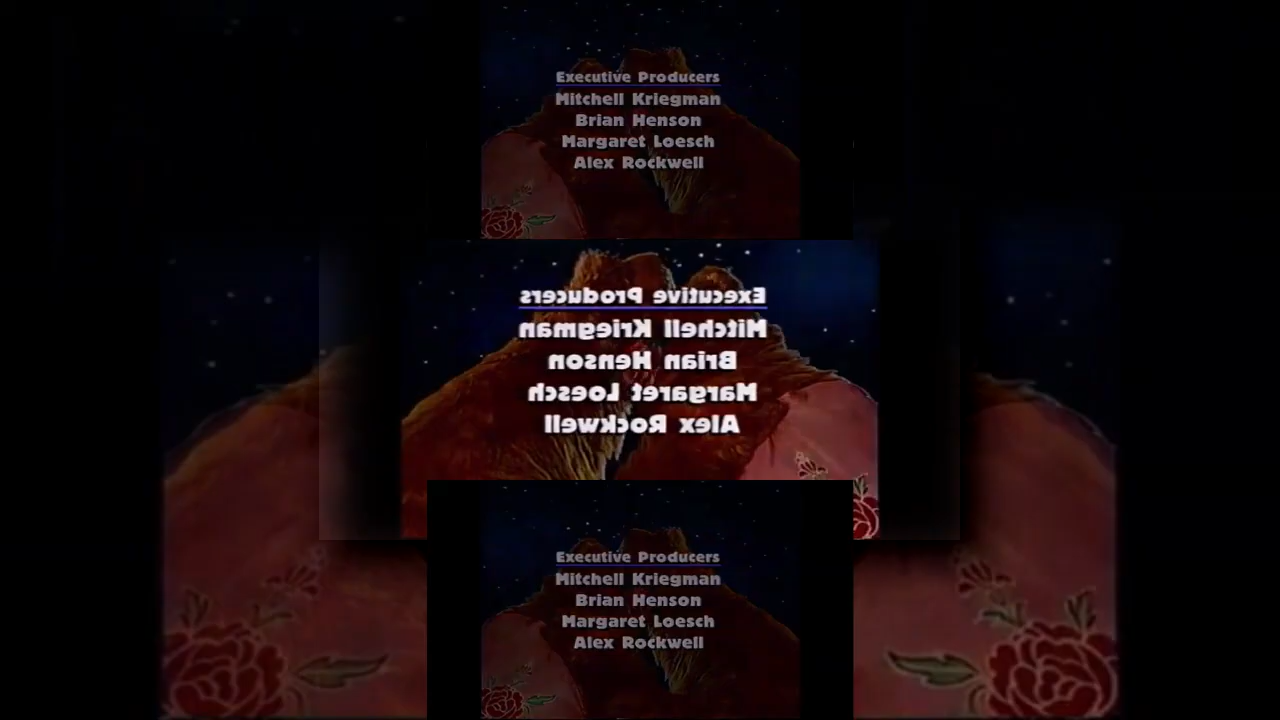 Executive Producers
Mitchell Kriegman
Brian Henson
Margaret Loesch
Alex Rockwell
Executive Producers
Mitchell Kriegman
Brian Henson
Margaret Loesch
Alex Rockwell
Executive Producers
Mitchell Kriegman
Brian Henson
Margaret Loesch
Alex Rockwell